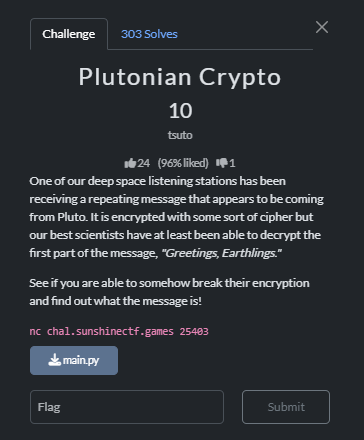 Challenge
303 Solves
Plutonian Crypto
10
tsuto
24 (96% liked) 1
One of our deep space listening stations has been
receiving a repeating message that appears to be coming
from Pluto. It is encrypted with some sort of cipher but
our best scientists have at least been able to decrypt the
first part of the message, "Greetings, Earthlings."
See if you are able to somehow break their encryption
and find out what the message is!
nc chal.sunshinectf.games 25403
main.py
Flag
Submit